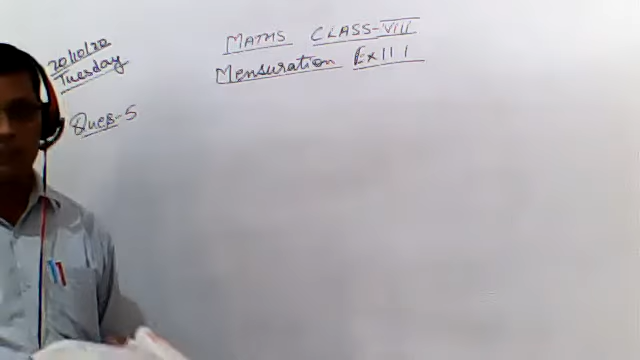 20/10/20
Tuesday
MATHS CLASS-VIII
Mensuration Ex 11 1
Ques-5